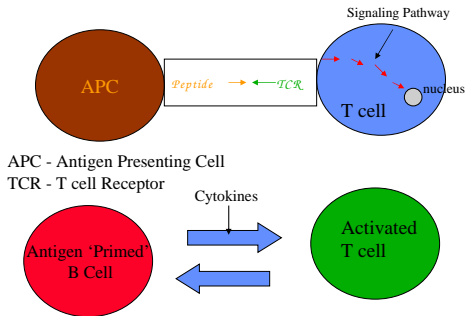 Signaling Pathway
APC
Peptide
TCR
nucleus
T cell
APC - Antigen Presenting Cell
TCR - T cell Receptor
Cytokines
Antigen ‘Primed’
B Cell
Activated
T cell